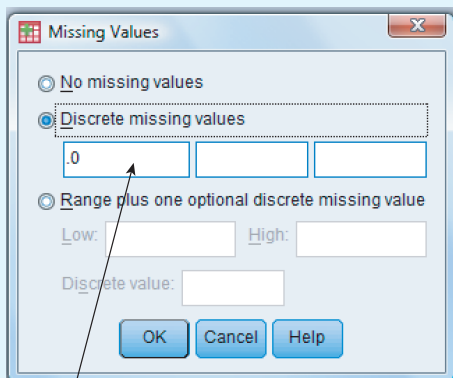 Missing Values
No missing values
Discrete missing values
.0
Range plus one optional discrete missing value
Low: High:
Discrete value:
OK Cancel Help